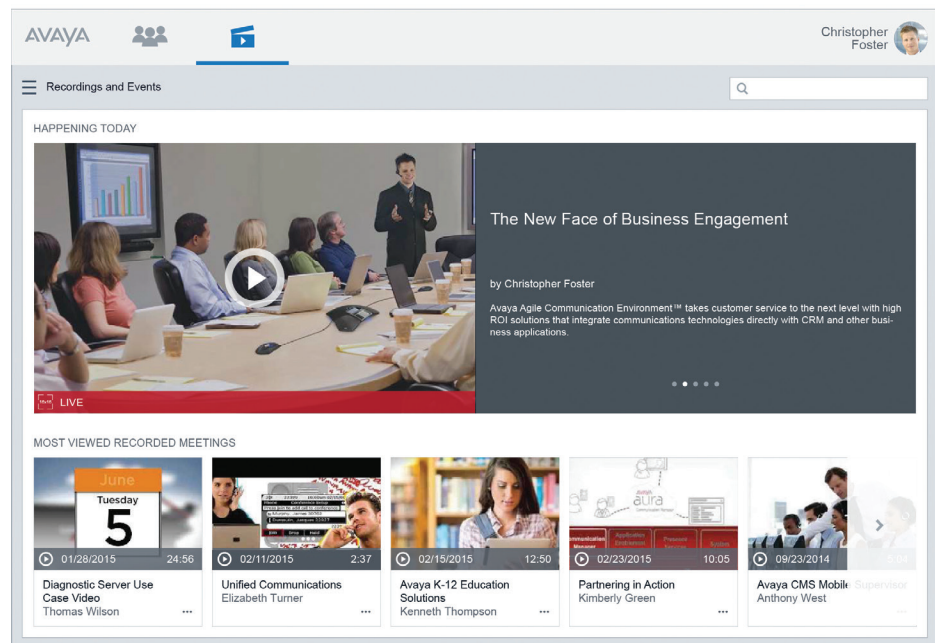 AVAYA
Christopher
Foster
Recordings and Events
HAPPENING TODAY
The New Face of Business Engagement
by Christopher Foster
Avaya Agile Communication Environment™ takes customer service to the next level with high
ROI solutions that integrate communications technologies directly with CRM and other busi-
ness applications.
LIVE
MOST VIEWED RECORDED MEETINGS
June
Tuesday
5
01/28/2015 24:56
Diagnostic Server Use
Case Video
Thomas Wilson
02/11/2015 2:37
Unified Communications
Elizabeth Turner
02/15/2015 12:50
Avaya K-12 Education
Solutions
Kenneth Thompson
aura
02/23/2015 10:05
Partnering in Action
Kimberly Green
09/23/2014
Avaya CMS Mobile Supervisor
Anthony West